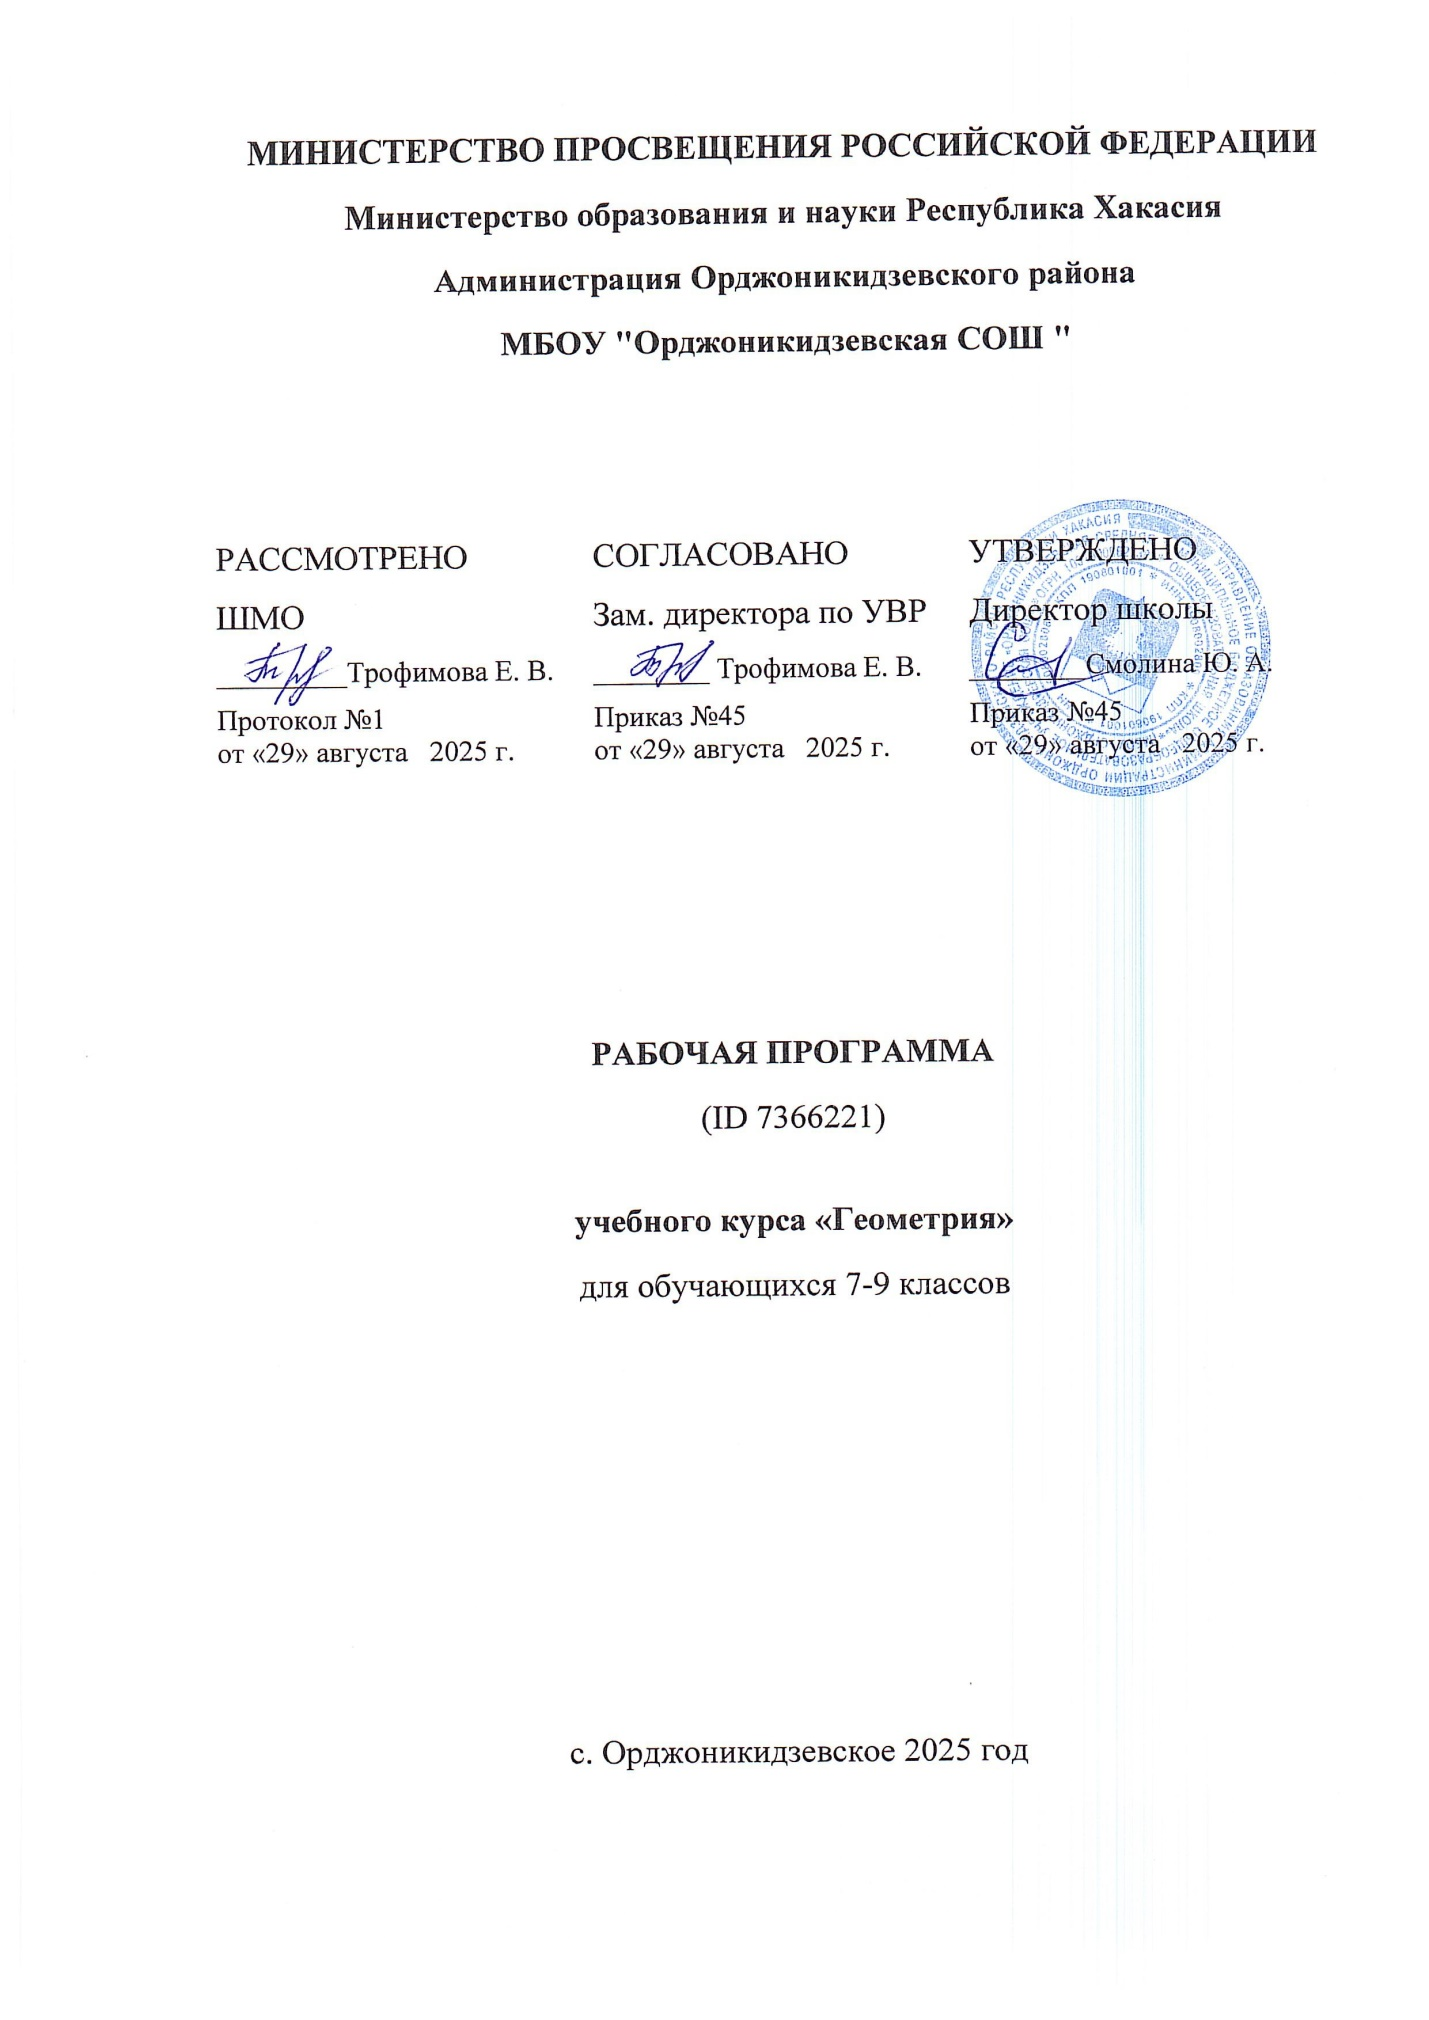 МИНИСТЕРСТВО ПРОСВЕЩЕНИЯ РОССИЙСКОЙ ФЕДЕРАЦИИ
Министерство образования и науки Республика Хакасия
Администрация Орджоникидзевского района
МБОУ "Орджоникидзевская СОШ "
РАССМОТРЕНО
ШМО
__________Трофимова Е. В.
Протокол №1
от «29» августа 2025 г.
СОГЛАСОВАНО
Зам. директора по УВР
_________ Трофимова Е. В.
Приказ №45
от «29» августа 2025 г.
УТВЕРЖДЕНО
Директор школы
_________Смолина Ю. А.
Приказ №45
от «29» августа 2025 г.
РАБОЧАЯ ПРОГРАММА
(ID 7366221)
учебного курса «Геометрия»
для обучающихся 7-9 классов
с. Орджоникидзевское 2025 год